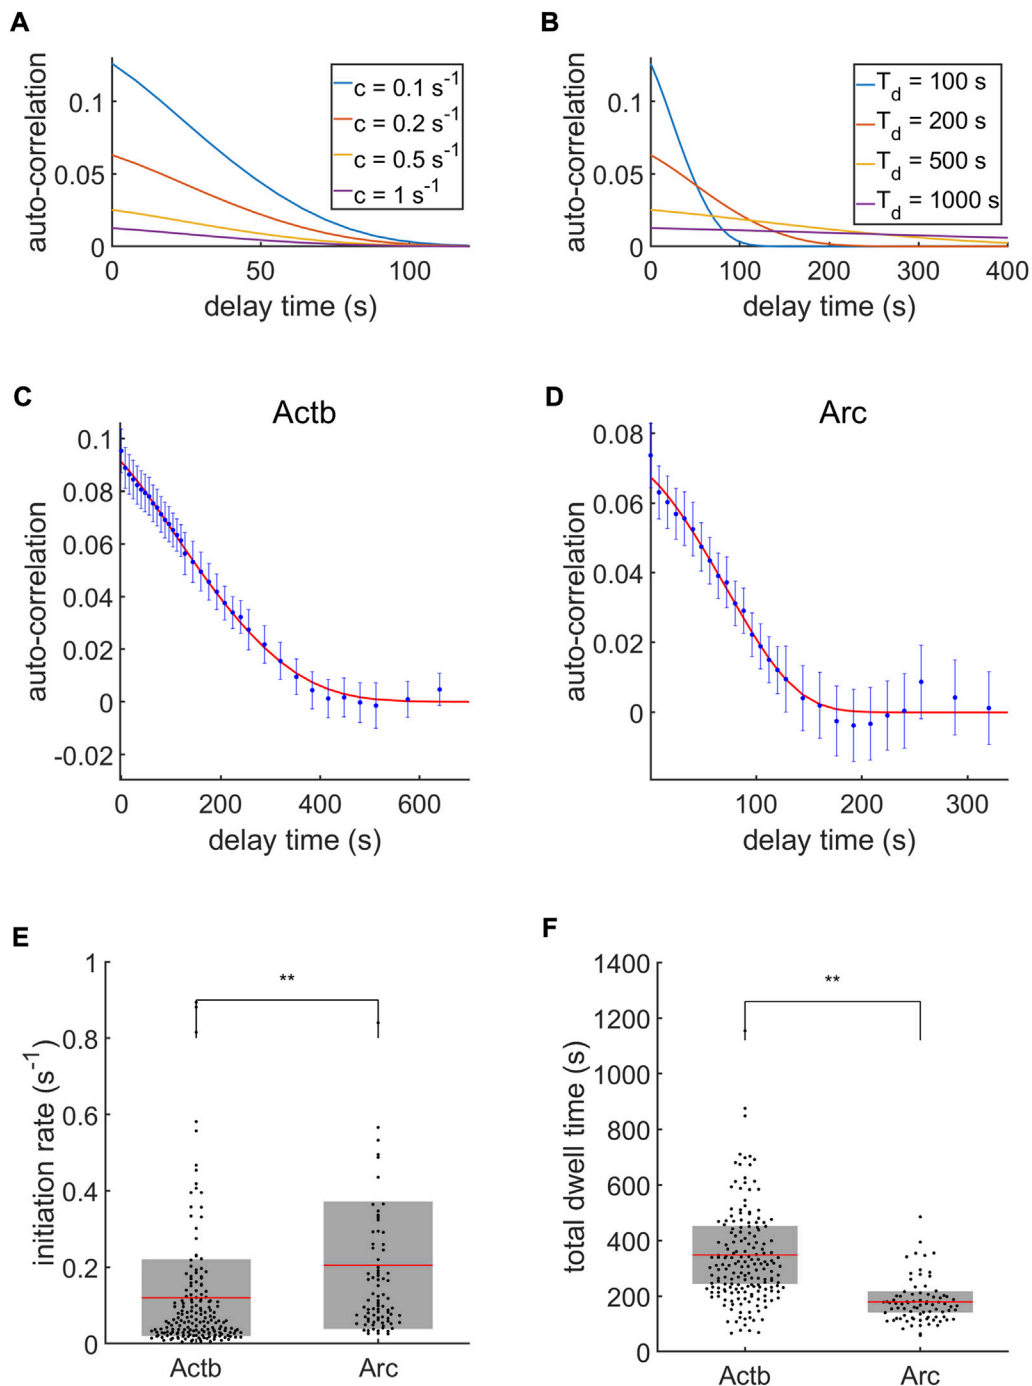 A
auto-correlation
0.1
0.05
0
0
50
100
delay time (s)
c = 0.1 s⁻¹
c = 0.2 s⁻¹
c = 0.5 s⁻¹
c = 1 s⁻¹
B
auto-correlation
0.1
0.05
0
0
100
200
300
400
delay time (s)
T_d = 100 s
T_d = 200 s
T_d = 500 s
T_d = 1000 s
C
Actb
auto-correlation
0.1
0.08
0.06
0.04
0.02
0
-0.02
0
200
400
600
delay time (s)
D
Arc
auto-correlation
0.08
0.06
0.04
0.02
0
100
200
300
delay time (s)
E
initiation rate (s⁻¹)
1
0.8
0.6
0.4
0.2
0
**
Actb
Arc
F
total dwell time (s)
1400
1200
1000
800
600
400
200
0
**
Actb
Arc